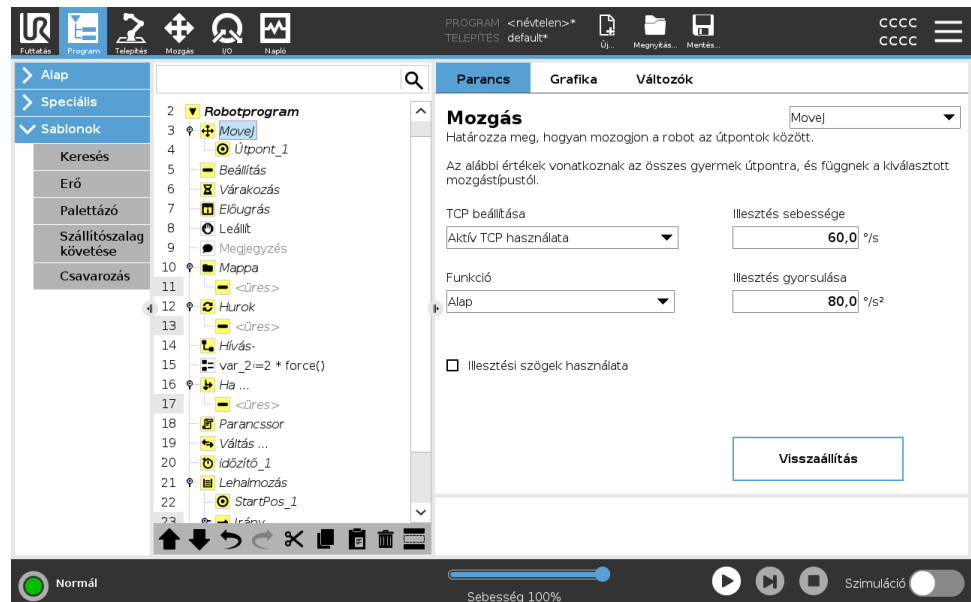 PROGRAM <névtelen>*
TELEPÍTÉS default*
Új...
Megnyitás...
Mentés...
CCCC
CCCC
Futtatás
Program
Telepítés
Mozgás
I/O
Napló
Alap
Speciális
Sablonok
Keresés
Erő
Palettázó
Szállítószalag
követése
Csavarozás
2 Robotprogram
3 MoveJ
4 Útpont_1
5 Beállítás
6 Várakozás
7 Előugrás
8 Leállít
9 Megjegyzés
10 Mappa
11 <üres>
12 Hurok
13 <üres>
14 Hívás-
15 var_2:=2 * force()
16 Ha ...
17 <üres>
18 Parancssor
19 Váltás ...
20 időzítő_1
21 Lehalmozás
22 StartPos_1
23 Irány
Parancs
Grafika
Változók
Mozgás
MoveJ
Határozza meg, hogyan mozogjon a robot az útpontok között.
Az alábbi értékek vonatkoznak az összes gyermek útpontra, és függnek a kiválasztott
mozgástípustól.
TCP beállítása
Illesztés sebessége
Aktív TCP használata
60,0 °/s
Funkció
Illesztés gyorsulása
Alap
80,0 °/s²
Illesztési szögek használata
Visszaállítás
Normál
Sebesség 100%
Szimuláció